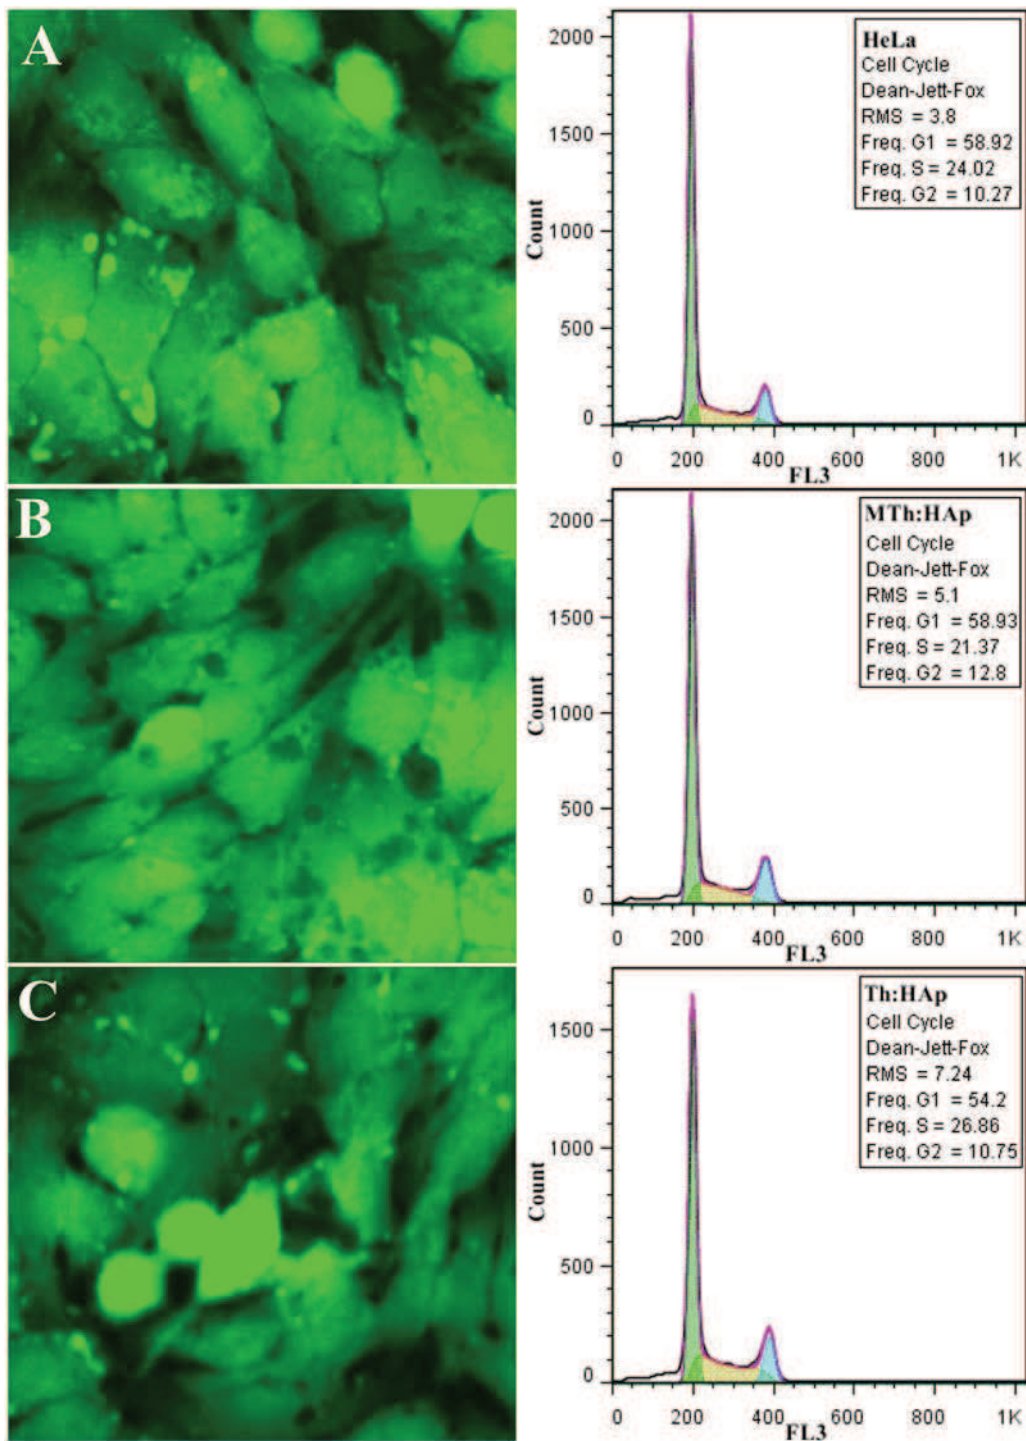 A
2000
1500
1000
500
0
Count
HeLa
Cell Cycle
Dean-Jett-Fox
RMS = 3.8
Freq. G1 = 58.92
Freq. S = 24.02
Freq. G2 = 10.27
0 200 400 600 800 1K
FL3
B
2000
1500
1000
500
0
Count
MTh:HAp
Cell Cycle
Dean-Jett-Fox
RMS = 5.1
Freq. G1 = 58.93
Freq. S = 21.37
Freq. G2 = 12.8
0 200 400 600 800 1K
FL3
C
1500
1000
500
0
Count
Th:HAp
Cell Cycle
Dean-Jett-Fox
RMS = 7.24
Freq. G1 = 54.2
Freq. S = 26.86
Freq. G2 = 10.75
0 200 400 600 800 1K
FL3